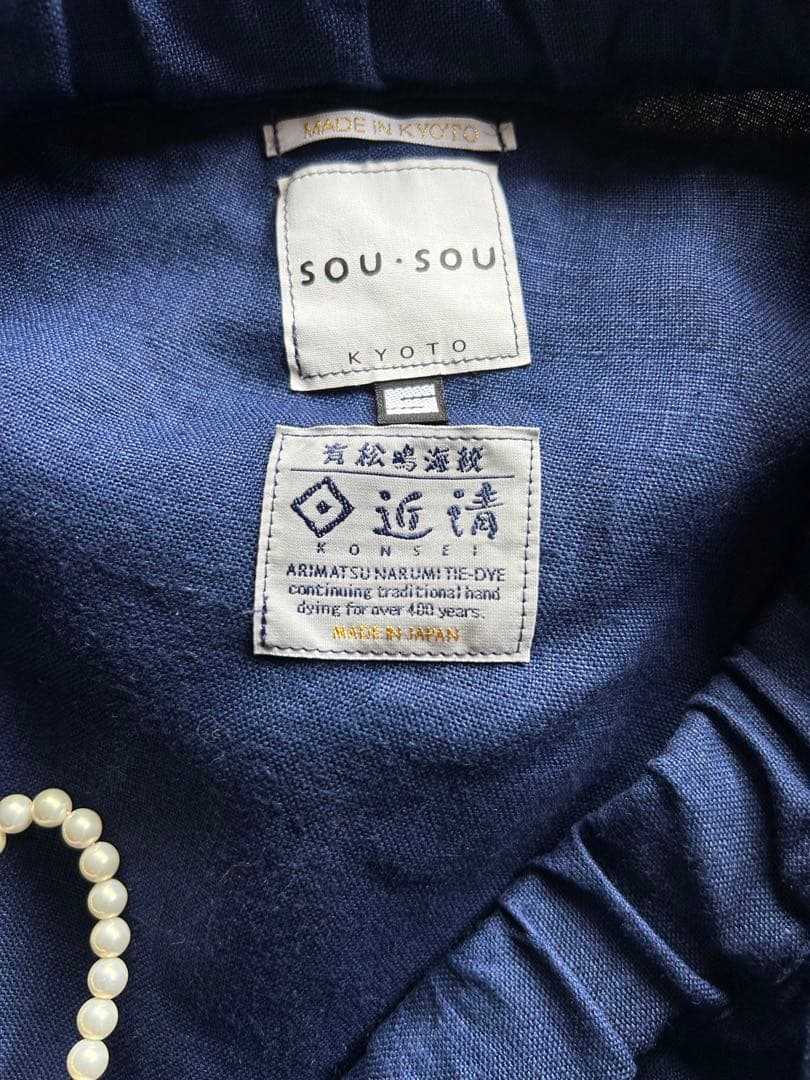 MADE IN KYOTO
SOU・SOU
KYOTO
有松鳴海絞
近清
KONSEI
ARIMATSU NARUMI TIE-DYE
continuing traditional hand
dying for over 400 years.
MADE IN JAPAN